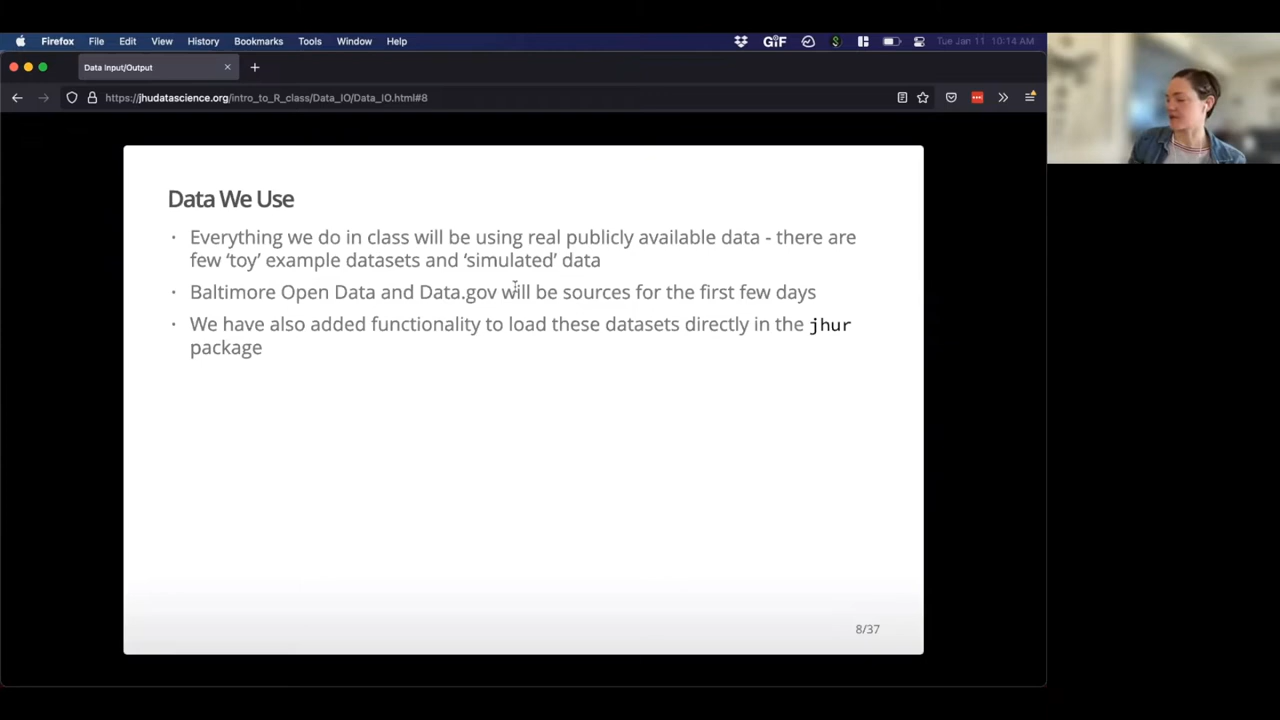 Firefox File Edit View History Bookmarks Tools Window Help GIF Tue Jan 11 10:14 AM
Data Input/Output
https://jhudatascience.org/intro_to_R_class/Data_IO/Data_IO.html#8
Data We Use
· Everything we do in class will be using real publicly available data - there are
few ‘toy’ example datasets and ‘simulated’ data
· Baltimore Open Data and Data.gov will be sources for the first few days
· We have also added functionality to load these datasets directly in the jhur
package
8/37